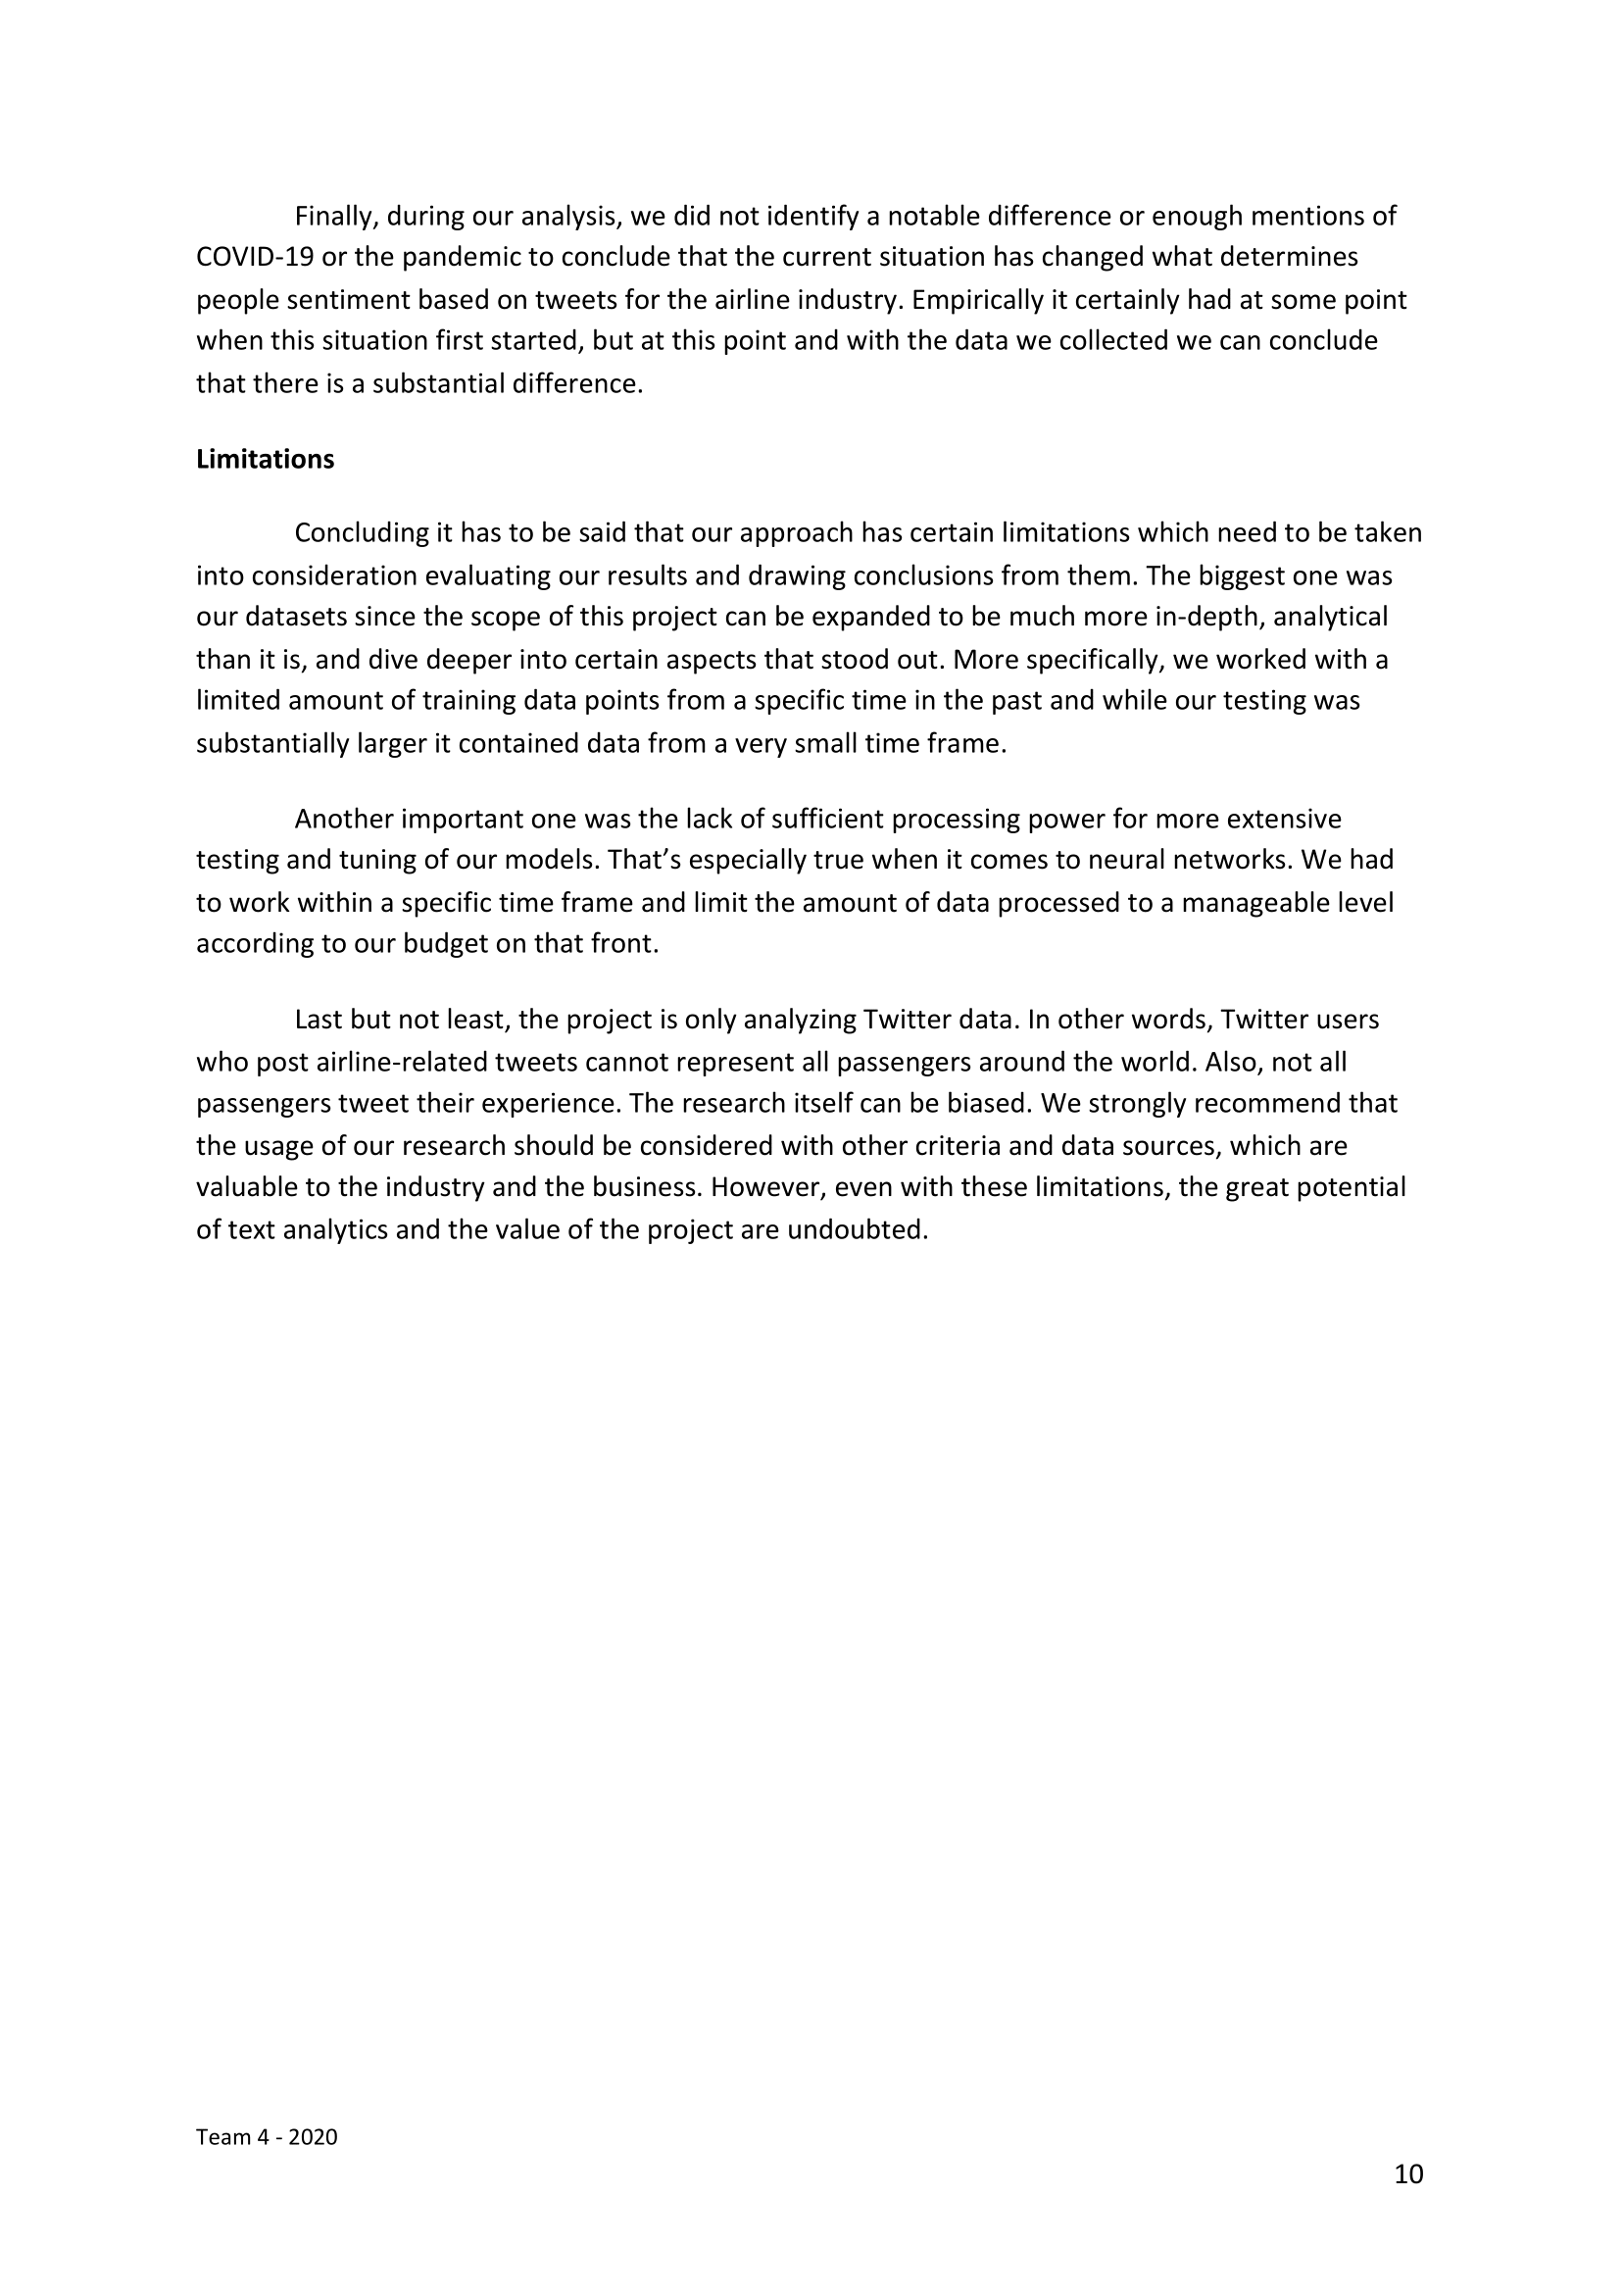 Finally, during our analysis, we did not identify a notable difference or enough mentions of
COVID-19 or the pandemic to conclude that the current situation has changed what determines
people sentiment based on tweets for the airline industry. Empirically it certainly had at some point
when this situation first started, but at this point and with the data we collected we can conclude
that there is a substantial difference.
Limitations
Concluding it has to be said that our approach has certain limitations which need to be taken
into consideration evaluating our results and drawing conclusions from them. The biggest one was
our datasets since the scope of this project can be expanded to be much more in-depth, analytical
than it is, and dive deeper into certain aspects that stood out. More specifically, we worked with a
limited amount of training data points from a specific time in the past and while our testing was
substantially larger it contained data from a very small time frame.
Another important one was the lack of sufficient processing power for more extensive
testing and tuning of our models. That’s especially true when it comes to neural networks. We had
to work within a specific time frame and limit the amount of data processed to a manageable level
according to our budget on that front.
Last but not least, the project is only analyzing Twitter data. In other words, Twitter users
who post airline-related tweets cannot represent all passengers around the world. Also, not all
passengers tweet their experience. The research itself can be biased. We strongly recommend that
the usage of our research should be considered with other criteria and data sources, which are
valuable to the industry and the business. However, even with these limitations, the great potential
of text analytics and the value of the project are undoubted.
Team 4 - 2020
10